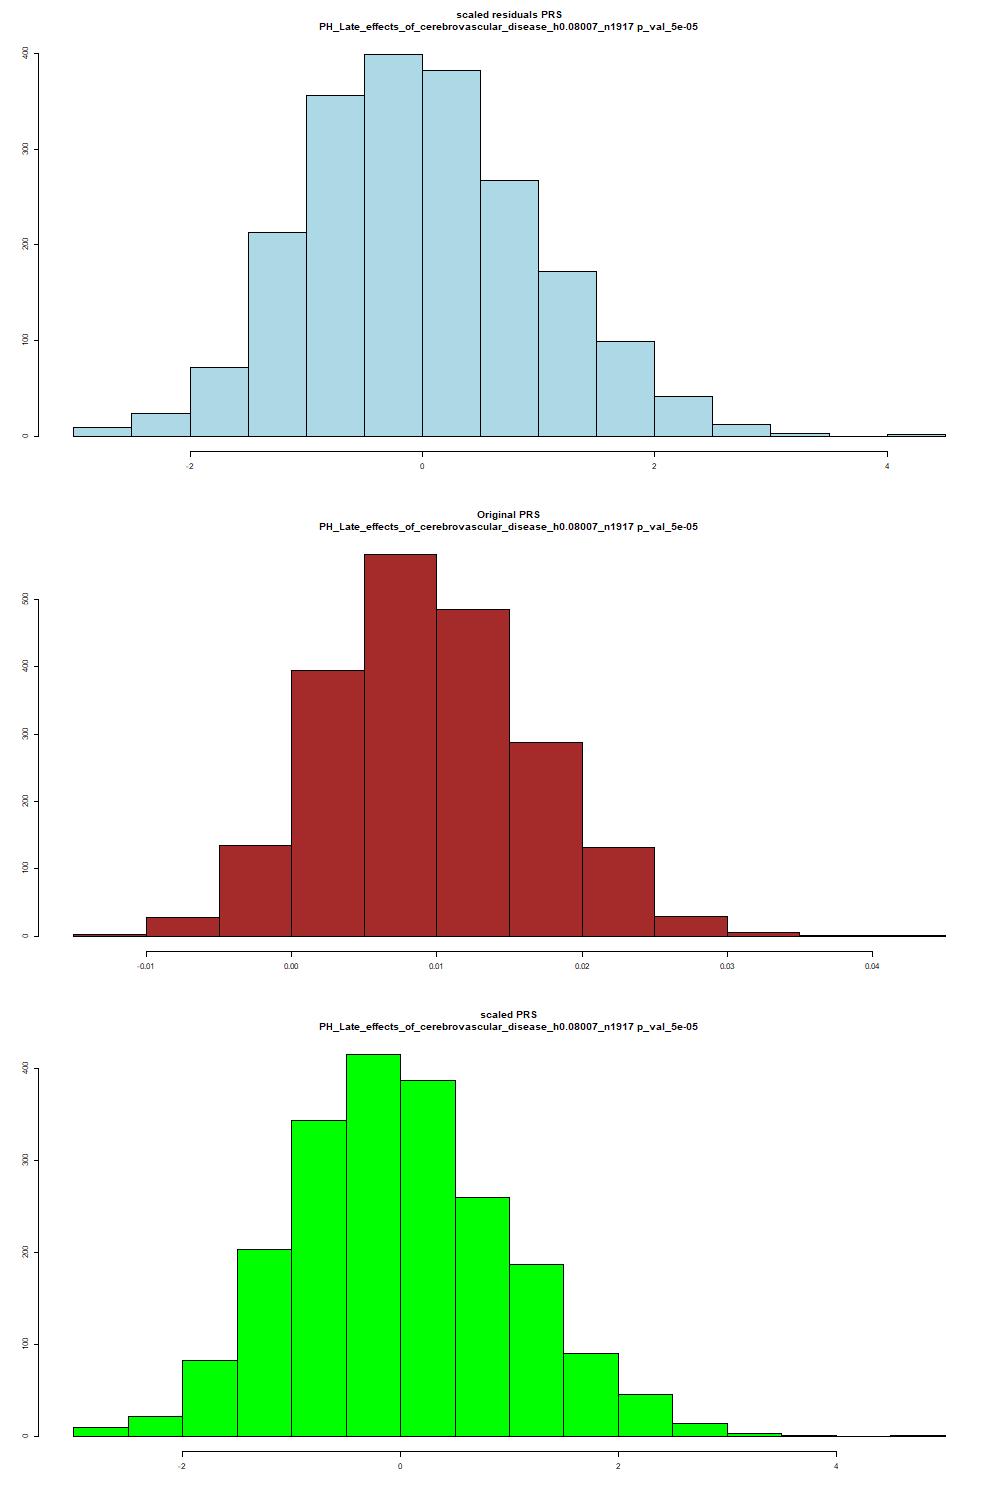 scaled residuals PRS
PH_Late_effects_of_cerebrovascular_disease_h0.08007_n1917 p_val_5e-05
400
300
200
100
0
-2 0 2 4
Original PRS
PH_Late_effects_of_cerebrovascular_disease_h0.08007_n1917 p_val_5e-05
500
400
300
200
100
0
-0.01 0.00 0.01 0.02 0.03 0.04
scaled PRS
PH_Late_effects_of_cerebrovascular_disease_h0.08007_n1917 p_val_5e-05
400
300
200
100
0
-2 0 2 4